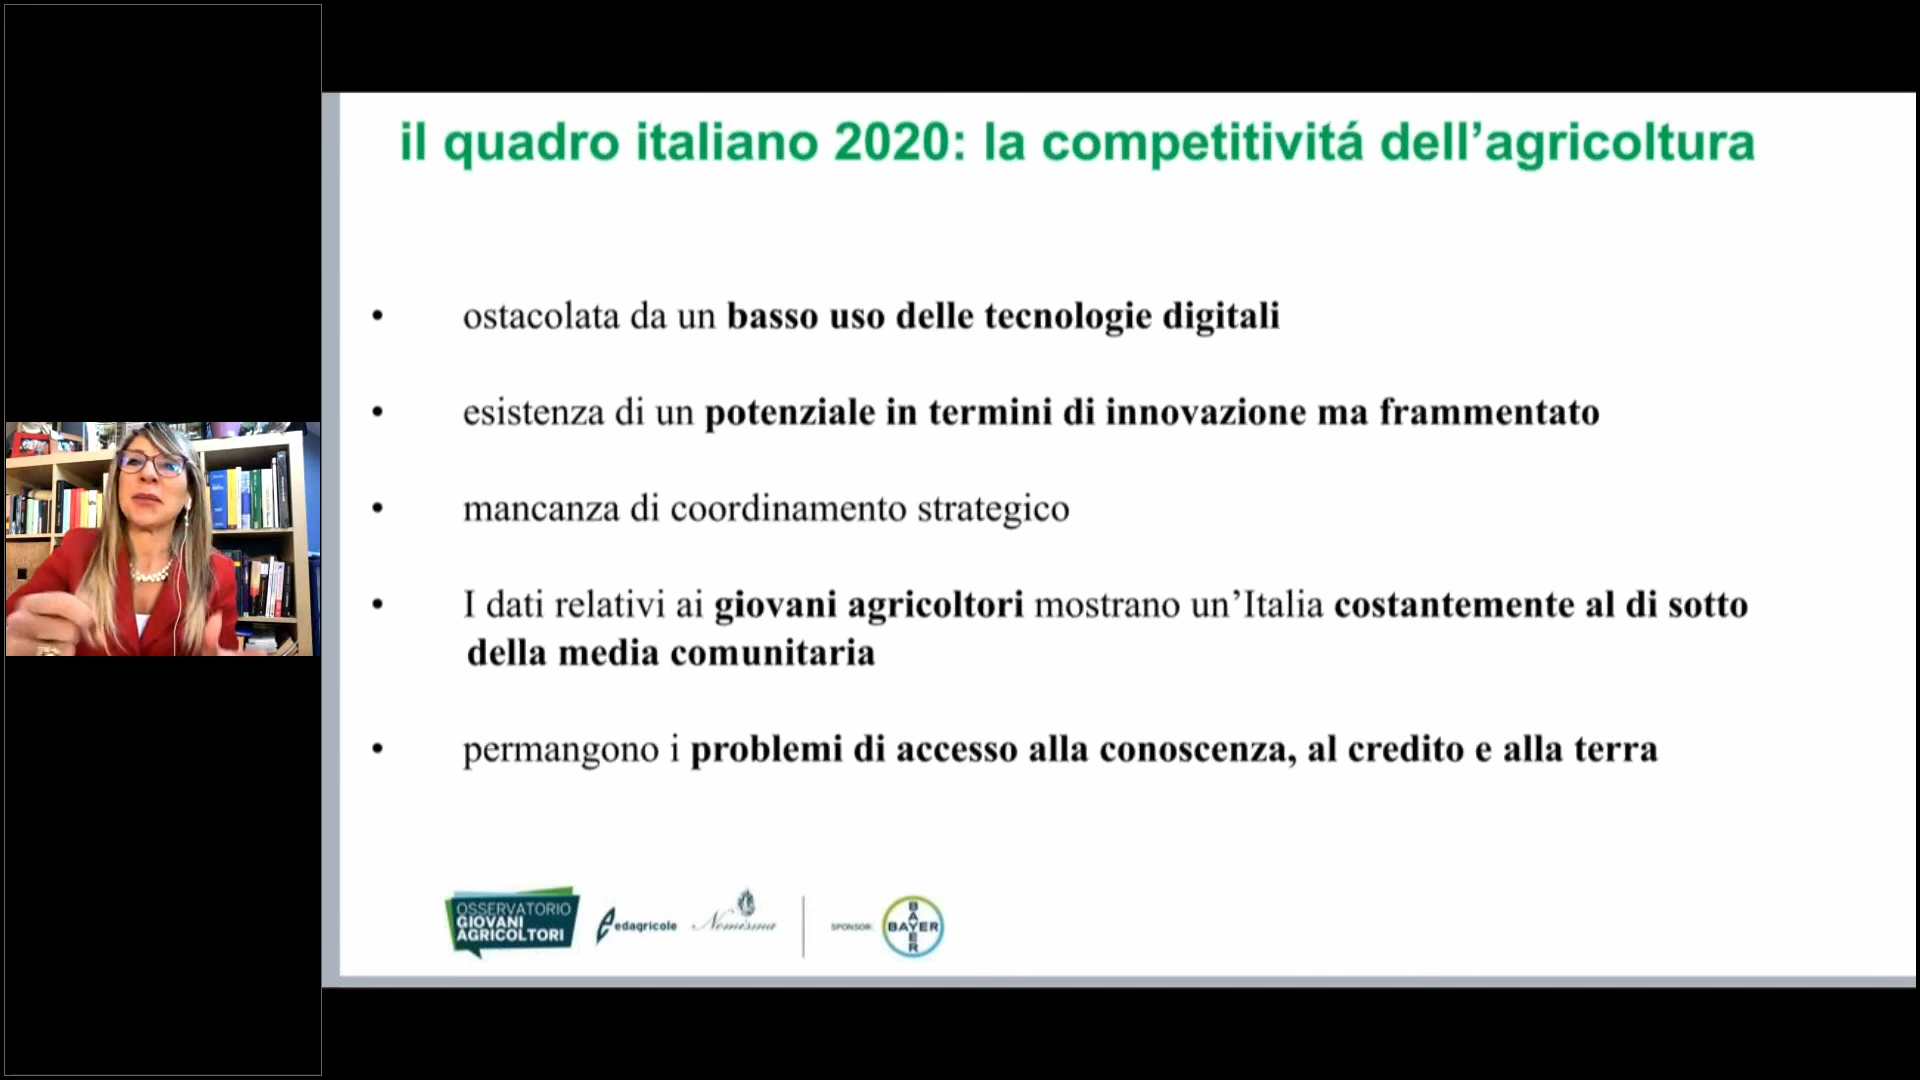 il quadro italiano 2020: la competitivitá dell’agricoltura
• ostacolata da un basso uso delle tecnologie digitali
• esistenza di un potenziale in termini di innovazione ma frammentato
• mancanza di coordinamento strategico
• I dati relativi ai giovani agricoltori mostrano un’Italia costantemente al di sotto
della media comunitaria
• permangono i problemi di accesso alla conoscenza, al credito e alla terra
OSSERVATORIO
GIOVANI
AGRICOLTORI
edagricole
Nomisma
SPONSOR:
BAYER
BAYER